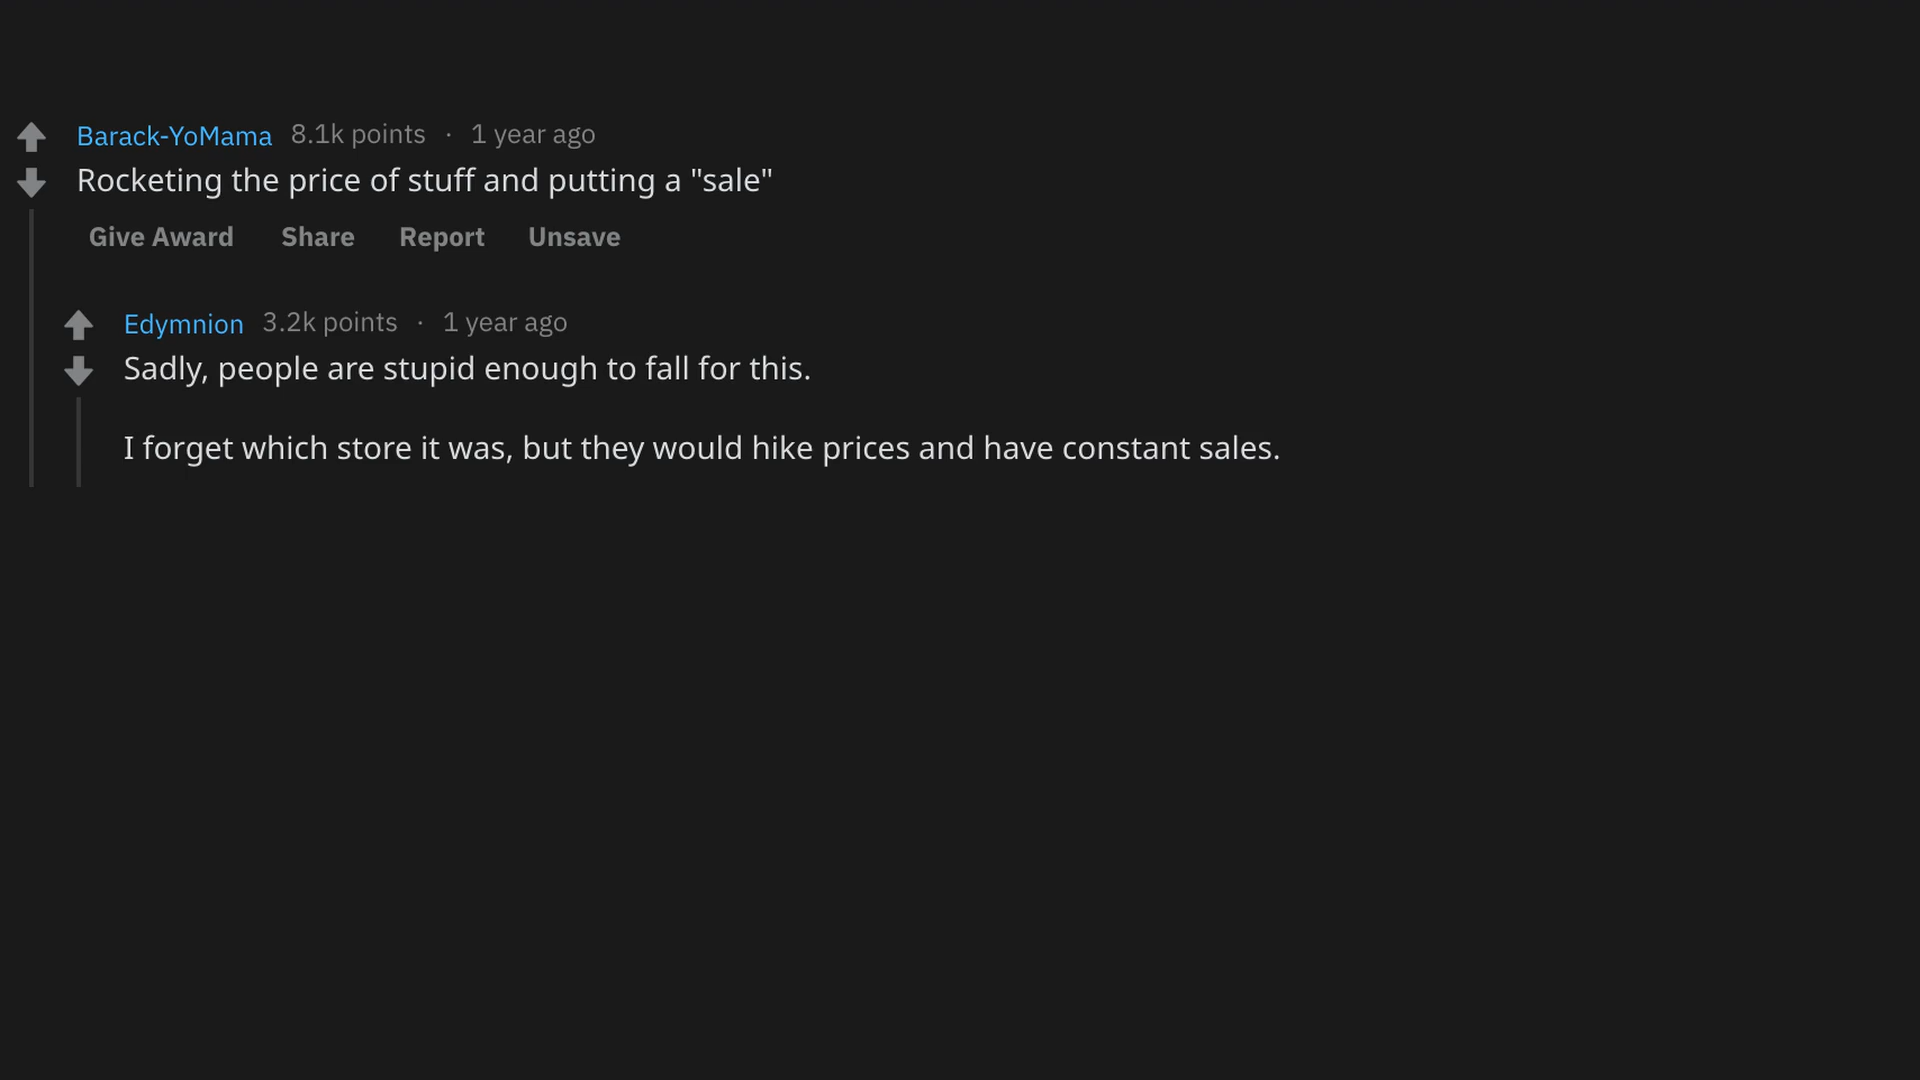 Barack-YoMama 8.1k points · 1 year ago
Rocketing the price of stuff and putting a "sale"
Give Award Share Report Unsave
Edymnion 3.2k points · 1 year ago
Sadly, people are stupid enough to fall for this.
I forget which store it was, but they would hike prices and have constant sales.